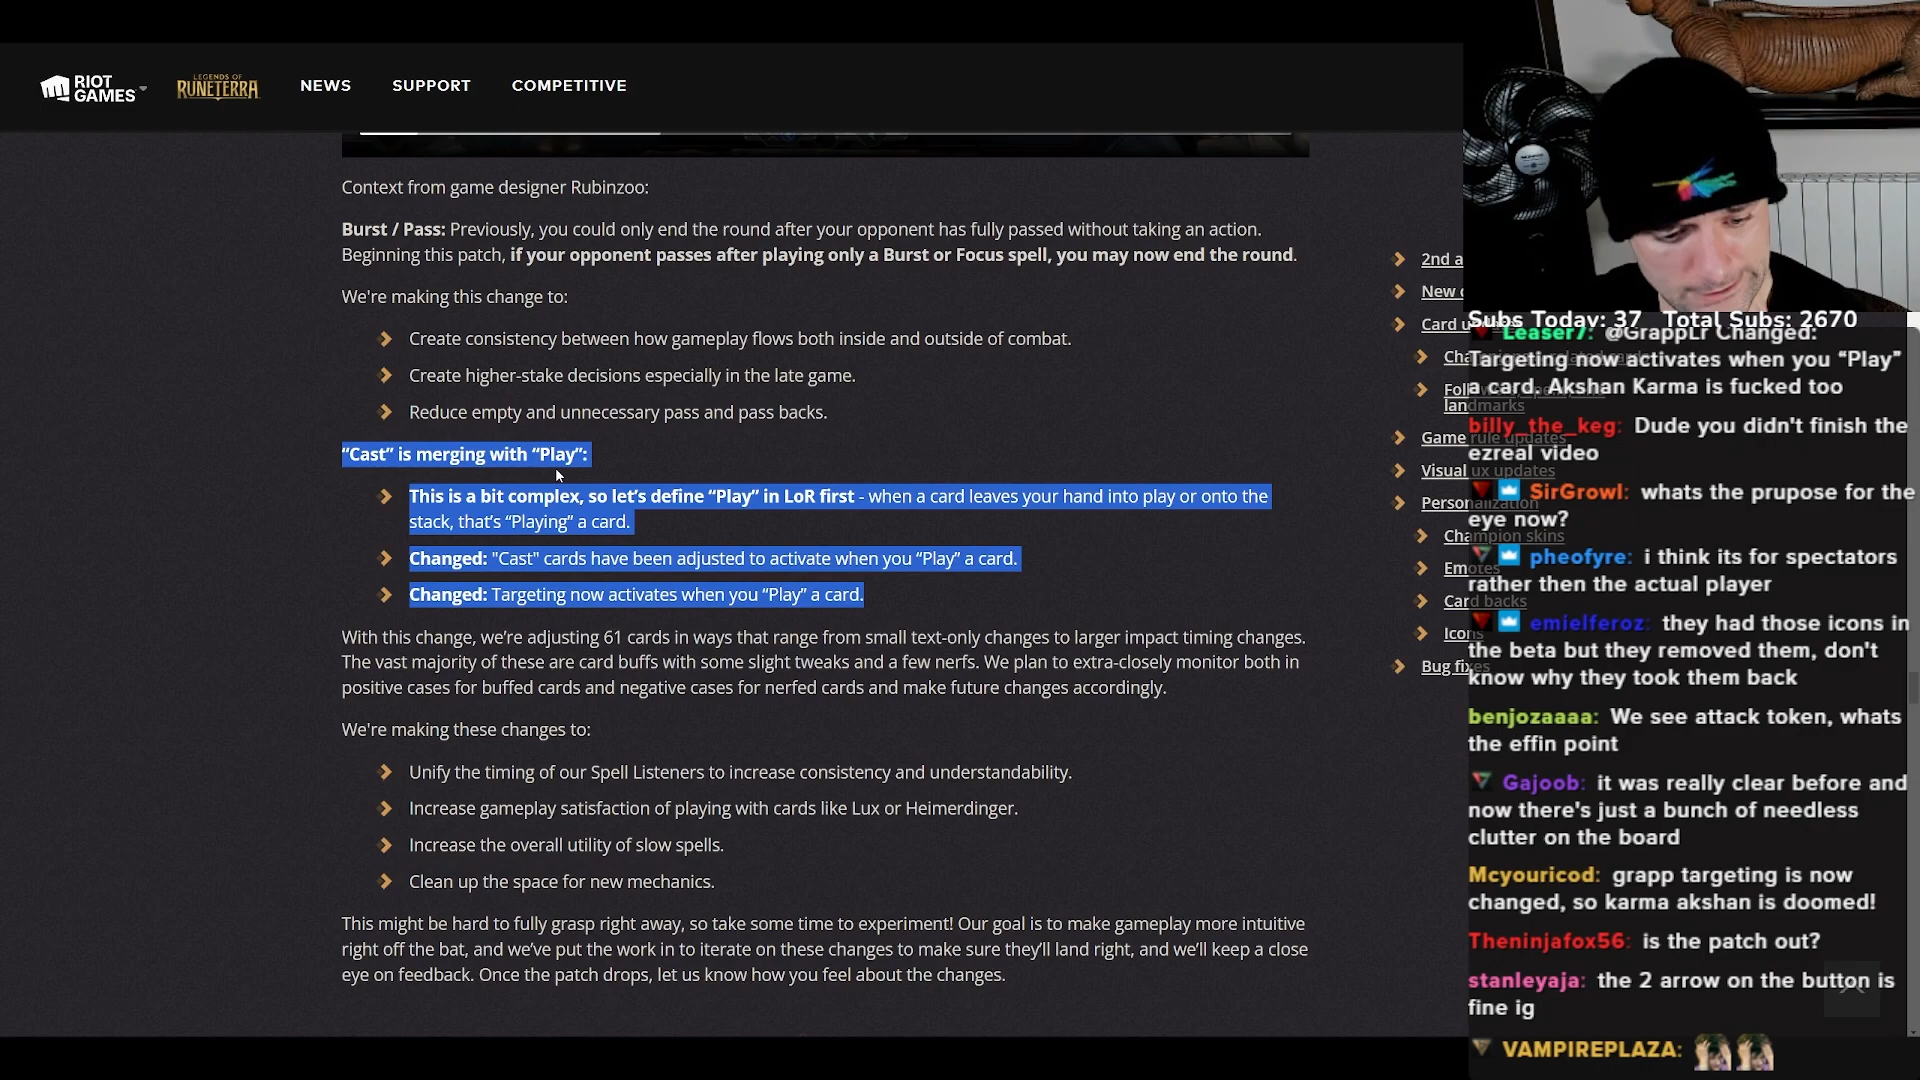 RIOT GAMES
LEGENDS OF RUNETERRA
NEWS
SUPPORT
COMPETITIVE
Context from game designer Rubinzoo:
Burst / Pass: Previously, you could only end the round after your opponent has fully passed without taking an action.
Beginning this patch, if your opponent passes after playing only a Burst or Focus spell, you may now end the round.
We're making this change to:
Create consistency between how gameplay flows both inside and outside of combat.
Create higher-stake decisions especially in the late game.
Reduce empty and unnecessary pass and pass backs.
“Cast” is merging with “Play”:
This is a bit complex, so let’s define “Play” in LoR first - when a card leaves your hand into play or onto the
stack, that’s “Playing” a card.
Changed: "Cast" cards have been adjusted to activate when you “Play” a card.
Changed: Targeting now activates when you “Play” a card.
With this change, we’re adjusting 61 cards in ways that range from small text-only changes to larger impact timing changes.
The vast majority of these are card buffs with some slight tweaks and a few nerfs. We plan to extra-closely monitor both in
positive cases for buffed cards and negative cases for nerfed cards and make future changes accordingly.
We're making these changes to:
Unify the timing of our Spell Listeners to increase consistency and understandability.
Increase gameplay satisfaction of playing with cards like Lux or Heimerdinger.
Increase the overall utility of slow spells.
Clean up the space for new mechanics.
This might be hard to fully grasp right away, so take some time to experiment! Our goal is to make gameplay more intuitive
right off the bat, and we’ve put the work in to iterate on these changes to make sure they’ll land right, and we’ll keep a close
eye on feedback. Once the patch drops, let us know how you feel about the changes.
2nd a
New
Card
landmarks
Game rule updates
Visual ux updates
Personalization
Champion skins
Emotes
Card backs
Icons
Bug fixes
Subs Today: 37 Total Subs: 2670
Leaser7: @GrappLr Changed:
Targeting now activates when you “Play”
a card. Akshan Karma is fucked too
billy_the_keg: Dude you didn't finish the
ezreal video
SirGrowl: whats the prupose for the
eye now?
pheofyre: i think its for spectators
rather then the actual player
emielferoz: they had those icons in
the beta but they removed them, don't
know why they took them back
benjozaaaa: We see attack token, whats
the effin point
Gajoob: it was really clear before and
now there's just a bunch of needless
clutter on the board
Mcyouricod: grapp targeting is now
changed, so karma akshan is doomed!
Theninjafox56: is the patch out?
stanleyaja: the 2 arrow on the button is
fine ig
VAMPIREPLAZA: